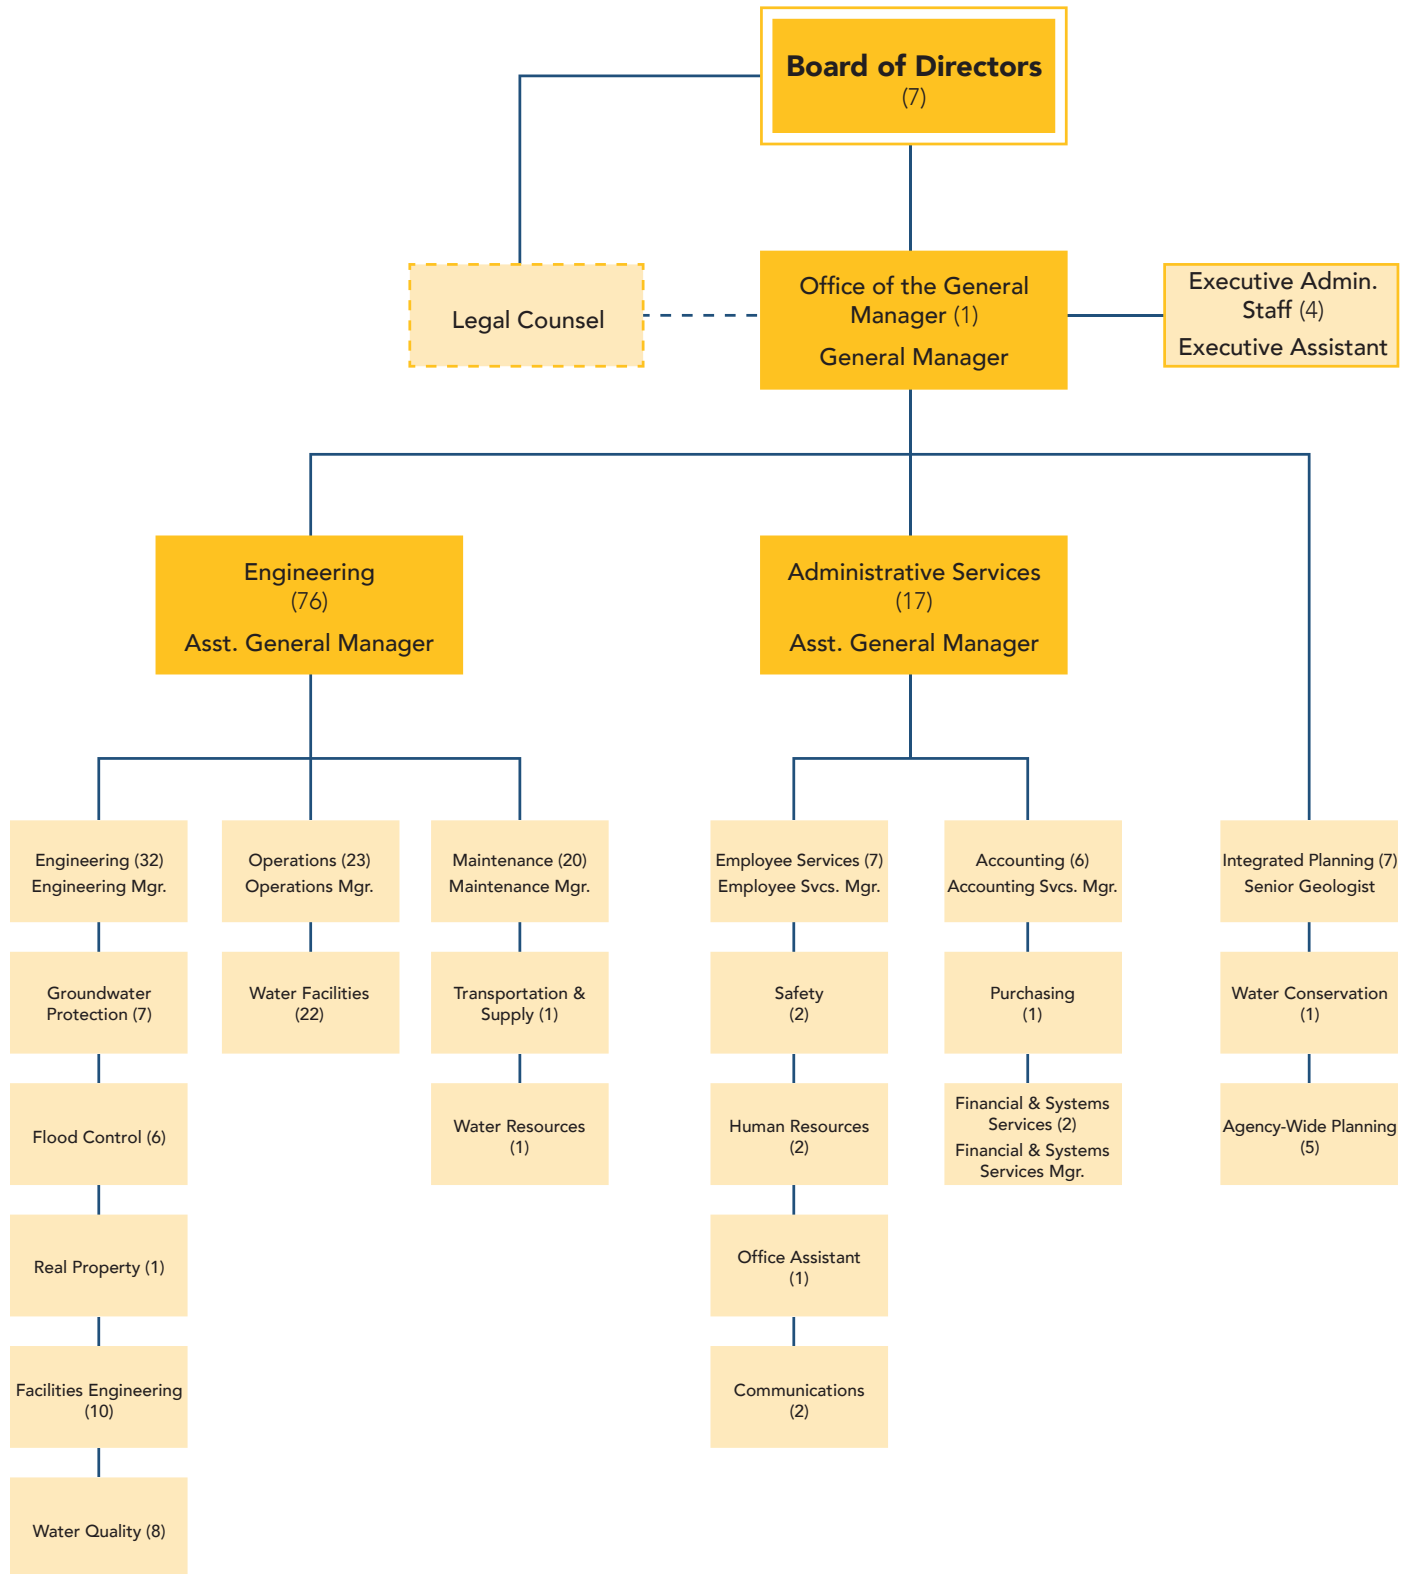 Board of Directors
(7)
Legal Counsel
Office of the General
Manager (1)
General Manager
Executive Admin.
Staff (4)
Executive Assistant
Engineering
(76)
Asst. General Manager
Administrative Services
(17)
Asst. General Manager
Engineering (32)
Engineering Mgr.
Operations (23)
Operations Mgr.
Maintenance (20)
Maintenance Mgr.
Employee Services (7)
Employee Svcs. Mgr.
Accounting (6)
Accounting Svcs. Mgr.
Integrated Planning (7)
Senior Geologist
Groundwater
Protection (7)
Water Facilities
(22)
Transportation &
Supply (1)
Safety
(2)
Purchasing
(1)
Water Conservation
(1)
Flood Control (6)
Water Resources
(1)
Human Resources
(2)
Financial & Systems
Services (2)
Financial & Systems
Services Mgr.
Agency-Wide Planning
(5)
Real Property (1)
Office Assistant
(1)
Facilities Engineering
(10)
Communications
(2)
Water Quality (8)